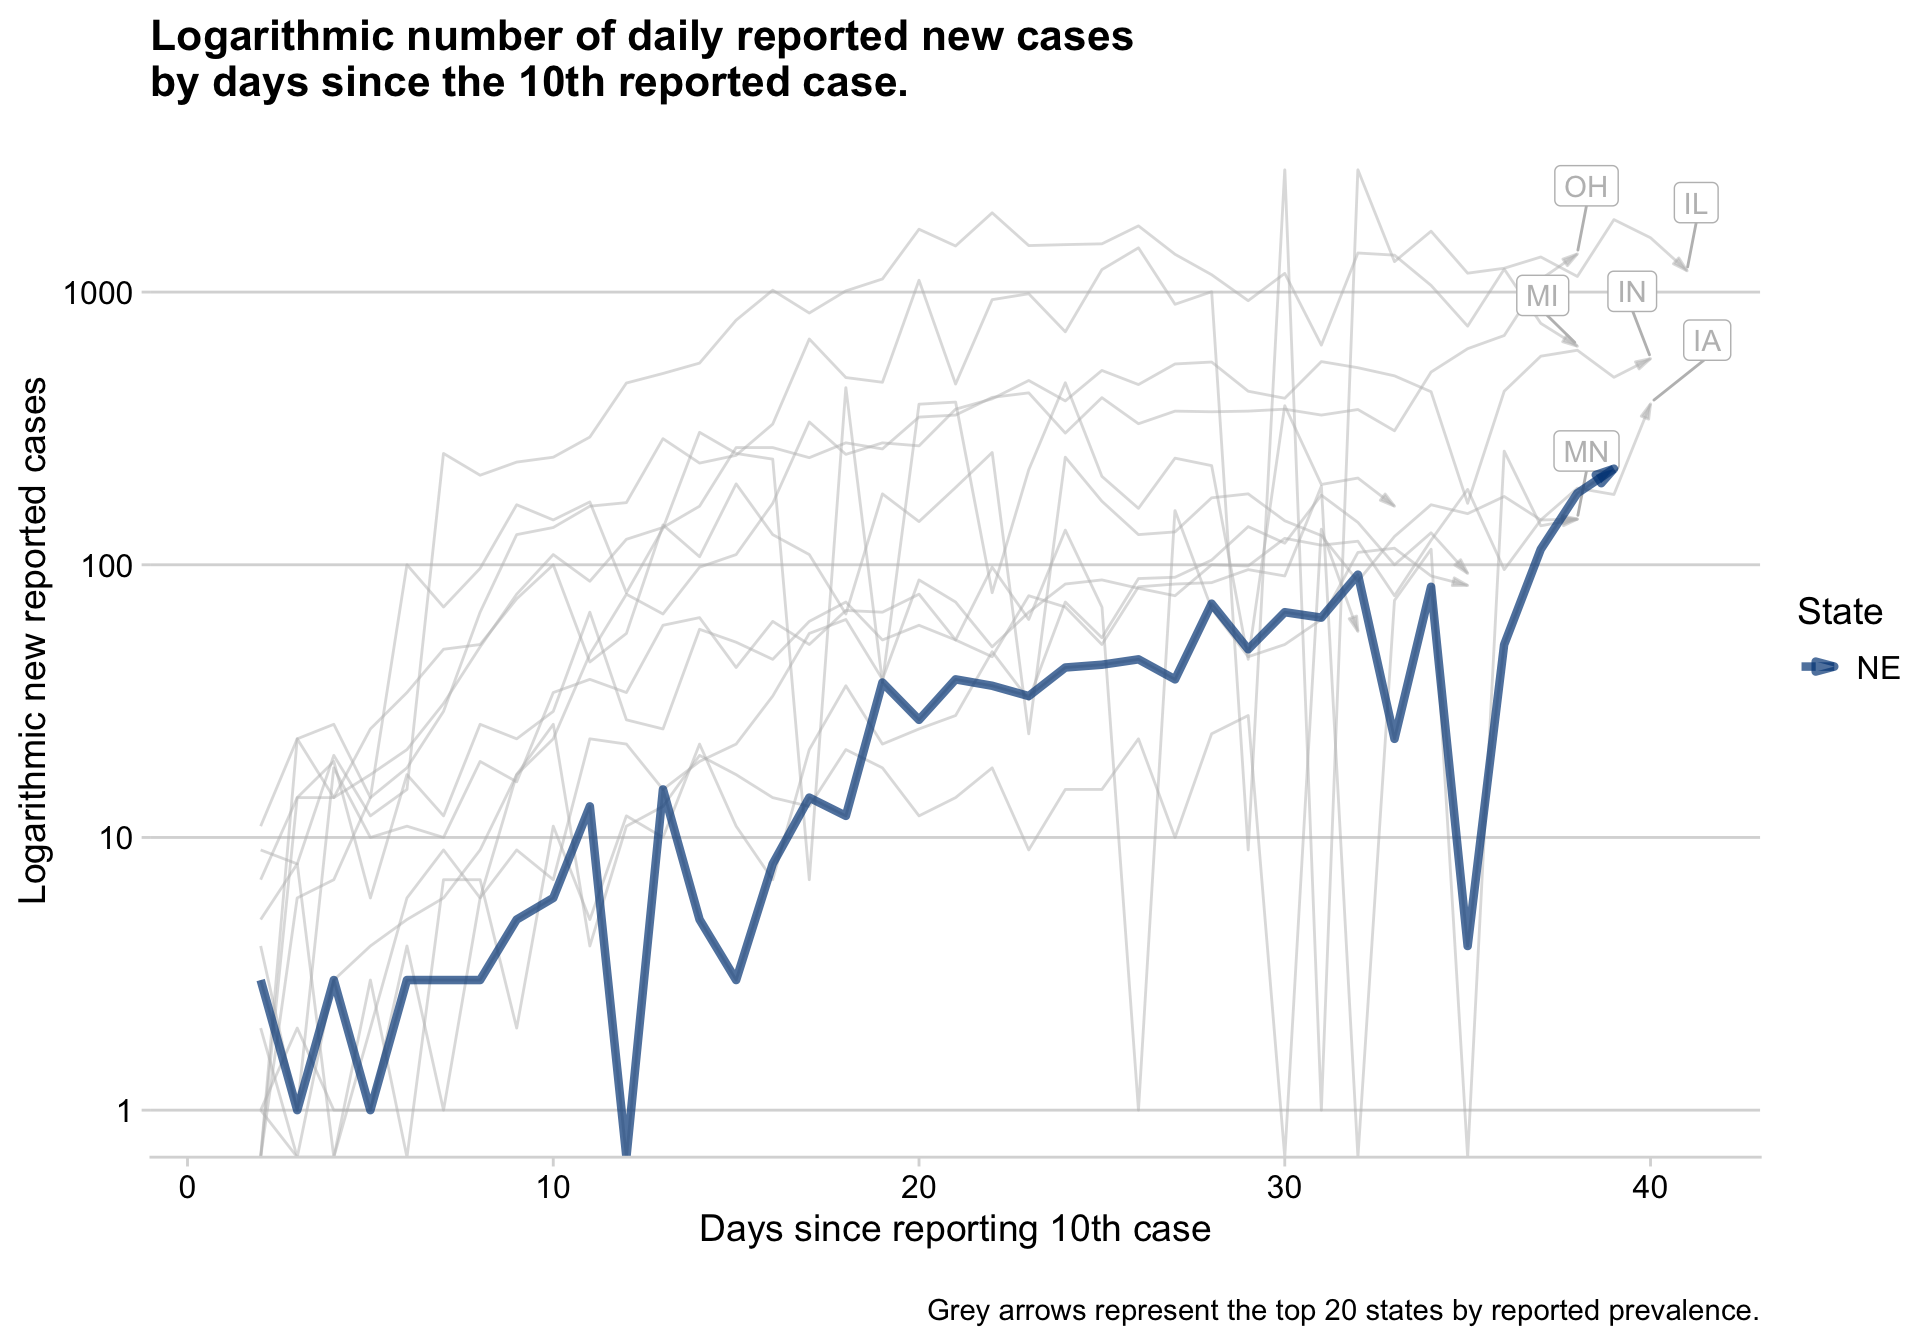 Logarithmic number of daily reported new cases
by days since the 10th reported case.
OH
IL
MI
IN
IA
MN
1000
100
10
1
Logarithmic new reported cases
0
10
20
30
40
Days since reporting 10th case
State
NE
Grey arrows represent the top 20 states by reported prevalence.